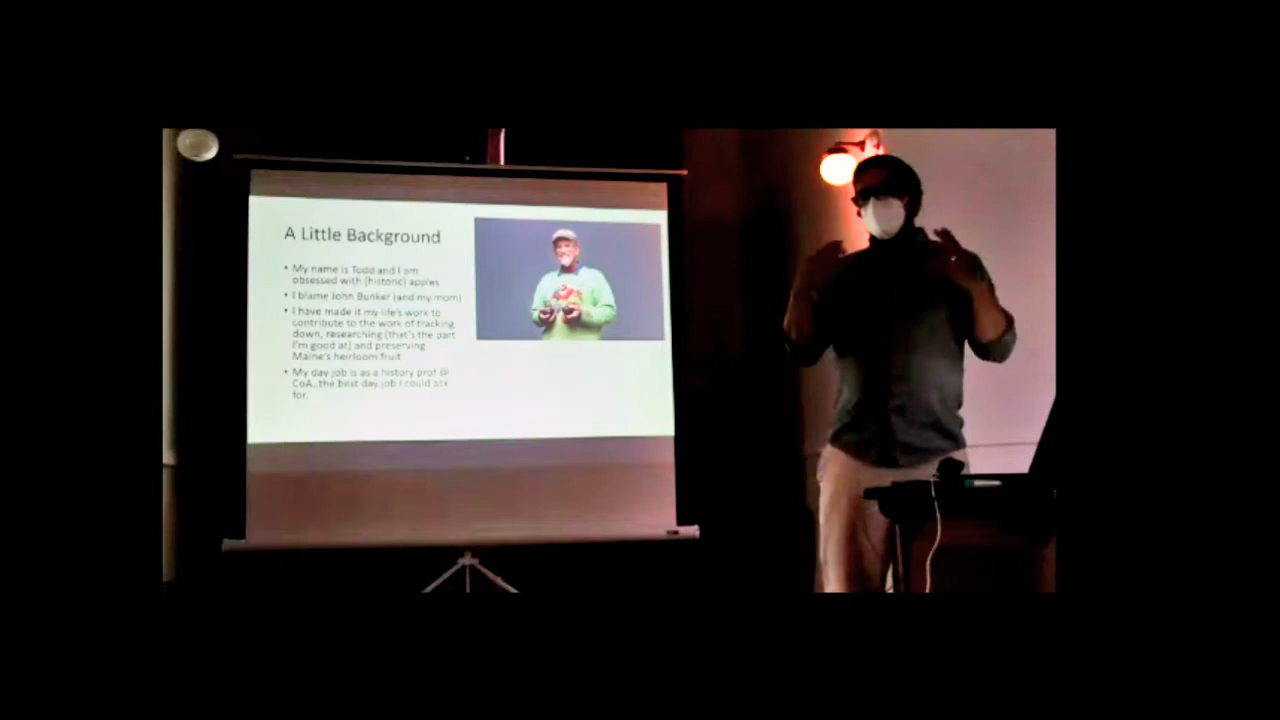 A Little Background
• My name is Todd and I am
obsessed with (historic) apples
• I blame John Bunker (and my mom)
• I have made it my life's work to
contribute to the work of tracking
down, researching (that's the part
I'm good at) and preserving
Maine's heirloom fruit
• My day job is as a history prof @
CoA, the best day job I could ask
for.